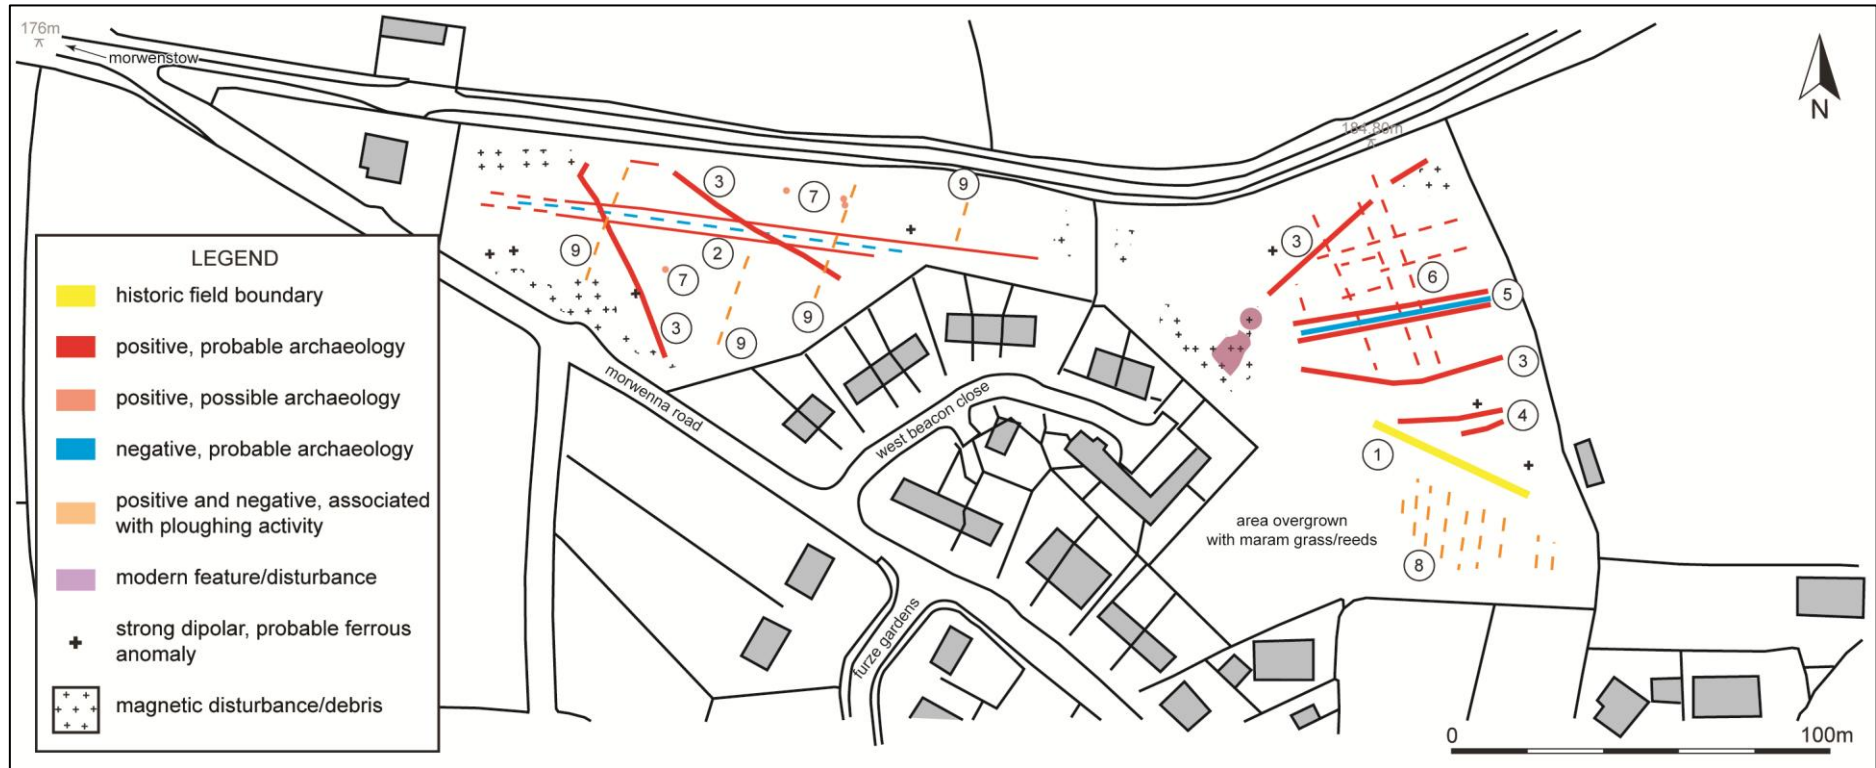 176m
morwenstow
184.80m
N
3
7
9
3
9
2
7
3
9
9
6
5
3
4
1
8
LEGEND
historic field boundary
positive, probable archaeology
positive, possible archaeology
negative, probable archaeology
positive and negative, associated
with ploughing activity
modern feature/disturbance
strong dipolar, probable ferrous
anomaly
magnetic disturbance/debris
morwenna road
west beacon close
furze gardens
area overgrown
with maram grass/reeds
0
100m